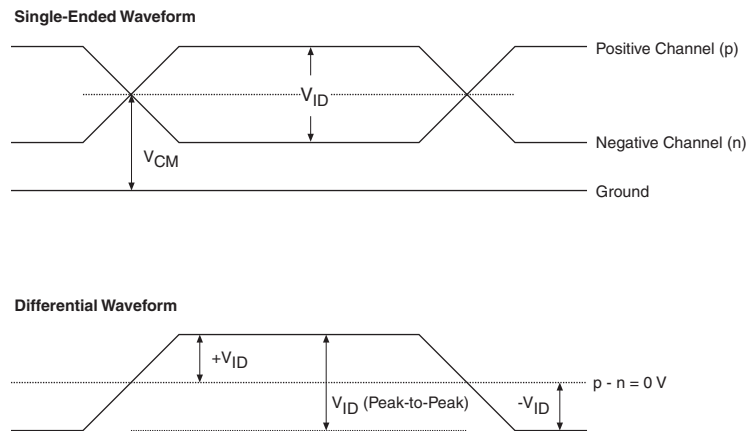 Single-Ended Waveform
Positive Channel (p)
VID
Negative Channel (n)
VCM
Ground
Differential Waveform
+VID
p - n = 0 V
VID (Peak-to-Peak)
-VID